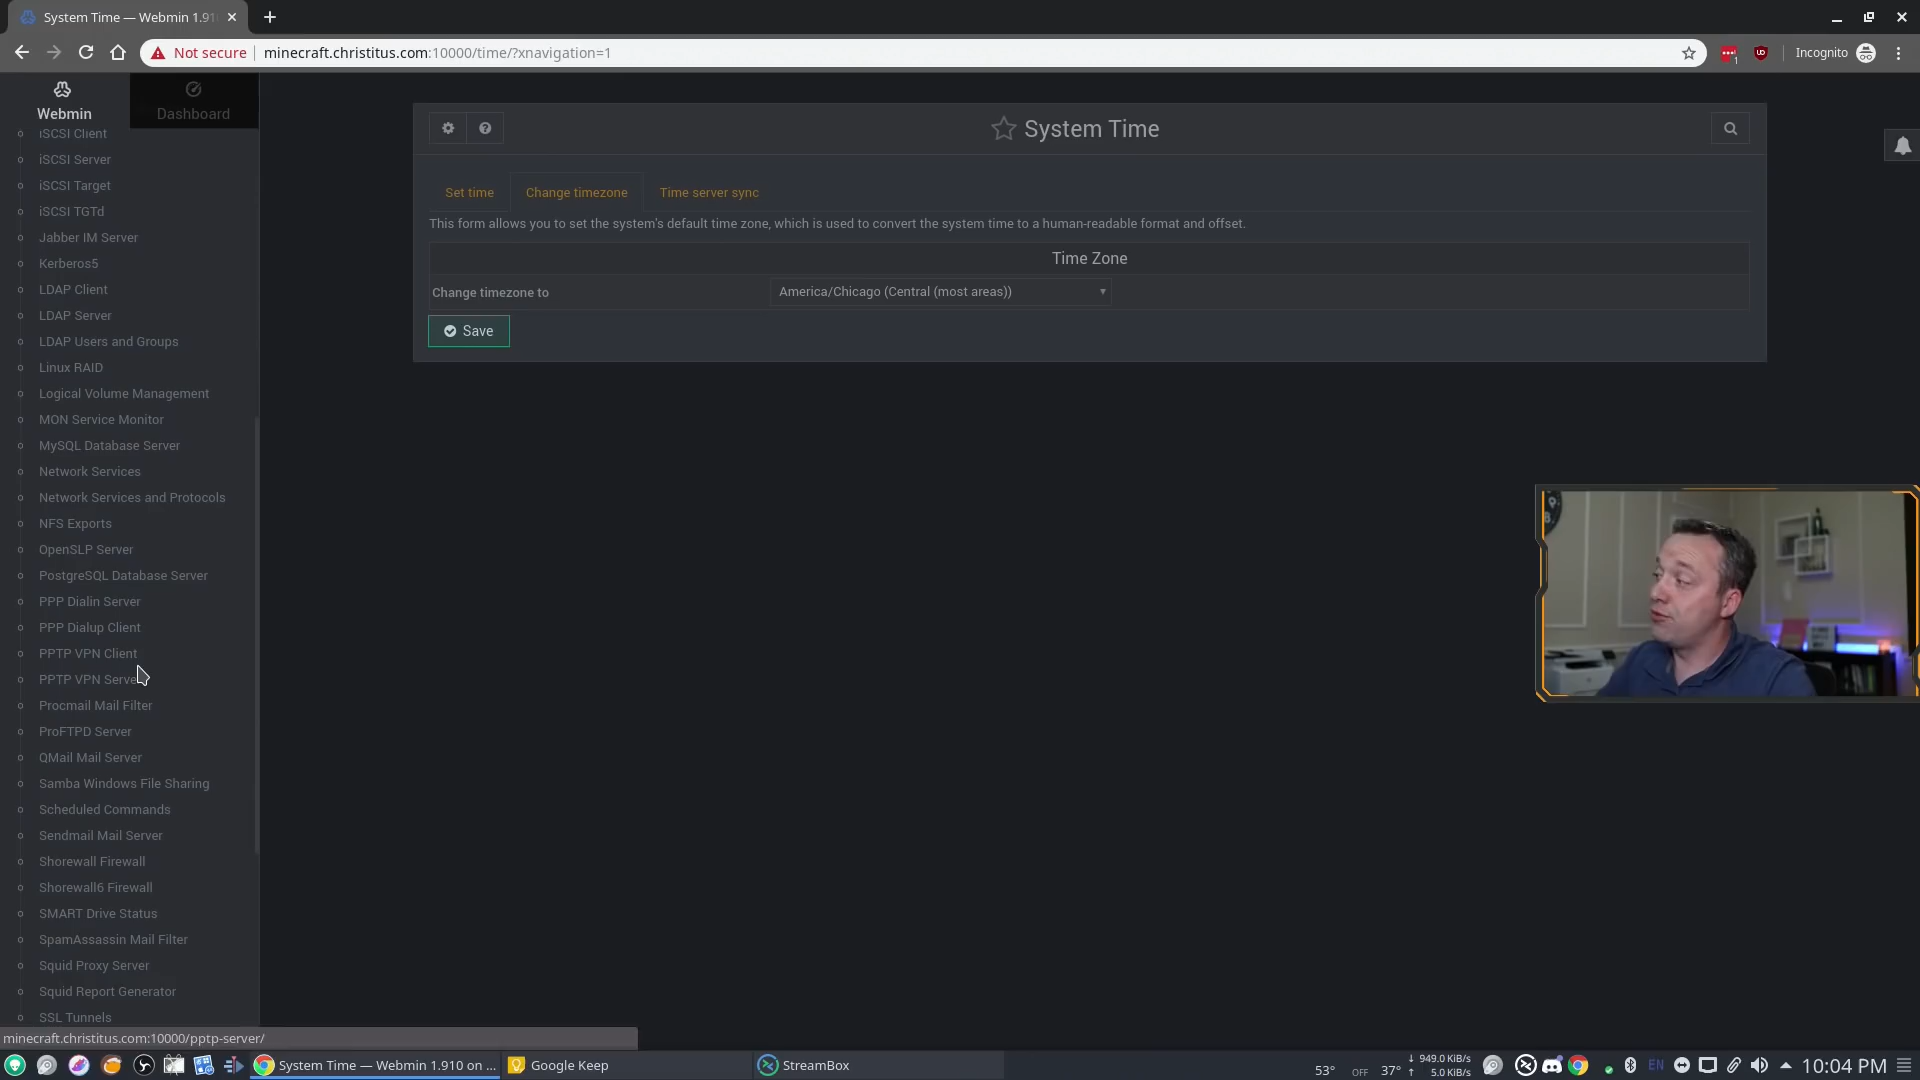 System Time — Webmin 1.91
Not secure
minecraft.christitus.com:10000/time/?xnavigation=1
1
Incognito
Webmin
Dashboard
System Time
iSCSI Client
iSCSI Server
iSCSI Target
iSCSI TGTd
Jabber IM Server
Kerberos5
LDAP Client
LDAP Server
LDAP Users and Groups
Linux RAID
Logical Volume Management
MON Service Monitor
MySQL Database Server
Network Services
Network Services and Protocols
NFS Exports
OpenSLP Server
PostgreSQL Database Server
PPP Dialin Server
PPP Dialup Client
PPTP VPN Client
PPTP VPN Serve
Procmail Mail Filter
ProFTPD Server
QMail Mail Server
Samba Windows File Sharing
Scheduled Commands
Sendmail Mail Server
Shorewall Firewall
Shorewall6 Firewall
SMART Drive Status
SpamAssassin Mail Filter
Squid Proxy Server
Squid Report Generator
SSL Tunnels
Set time
Change timezone
Time server sync
This form allows you to set the system's default time zone, which is used to convert the system time to a human-readable format and offset.
Time Zone
Change timezone to
America/Chicago (Central (most areas))
Save
minecraft.christitus.com:10000/pptp-server/
System Time — Webmin 1.910 on ...
Google Keep
StreamBox
53°
OFF
37°
↓ 949.0 KiB/s
↑ 5.0 KiB/s
EN
10:04 PM